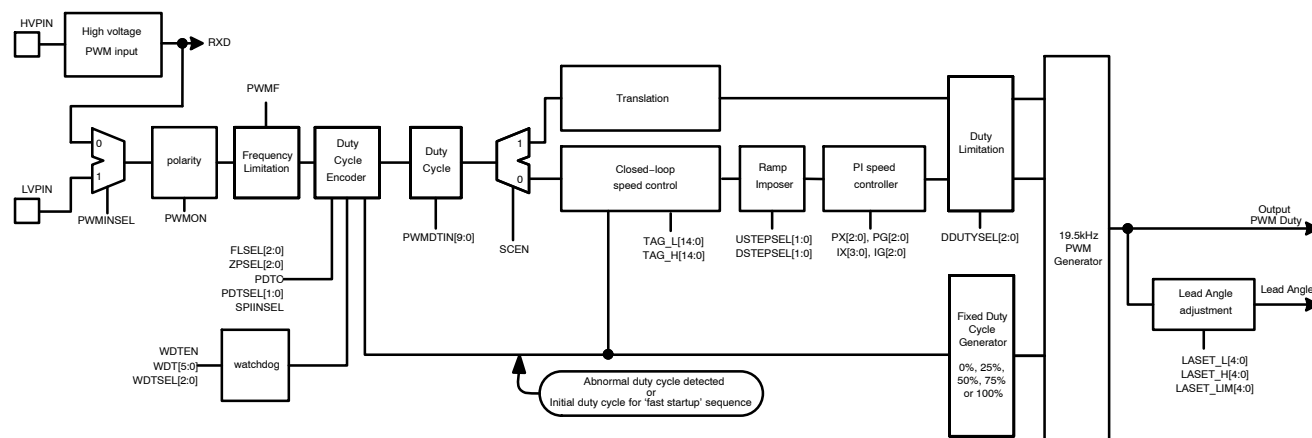 HVPIN
High voltage
PWM input
RXD
PWMF
0
1
LVPIN
PWMINSEL
polarity
PWMON
Frequency
Limitation
Duty
Cycle
Encoder
Duty
Cycle
PWMDTIN[9:0]
1
0
SCEN
Translation
Closed–loop
speed control
TAG_L[14:0]
TAG_H[14:0]
Ramp
Imposer
USTEPSEL[1:0]
DSTEPSEL[1:0]
PI speed
controller
PX[2:0], PG[2:0]
IX[3:0], IG[2:0]
Duty
Limitation
DDUTYSEL[2:0]
19.5kHz
PWM
Generator
Output
PWM Duty
Lead Angle
Lead Angle
adjustment
LASET_L[4:0]
LASET_H[4:0]
LASET_LIM[4:0]
FLSEL[2:0]
ZPSEL[2:0]
PDTO
PDTSEL[1:0]
SPIINSEL
WDTEN
WDT[5:0]
WDTSEL[2:0]
watchdog
Abnormal duty cycle detected
or
Initial duty cycle for 'fast startup' sequence
Fixed Duty
Cycle
Generator
0%, 25%,
50%, 75%
or 100%